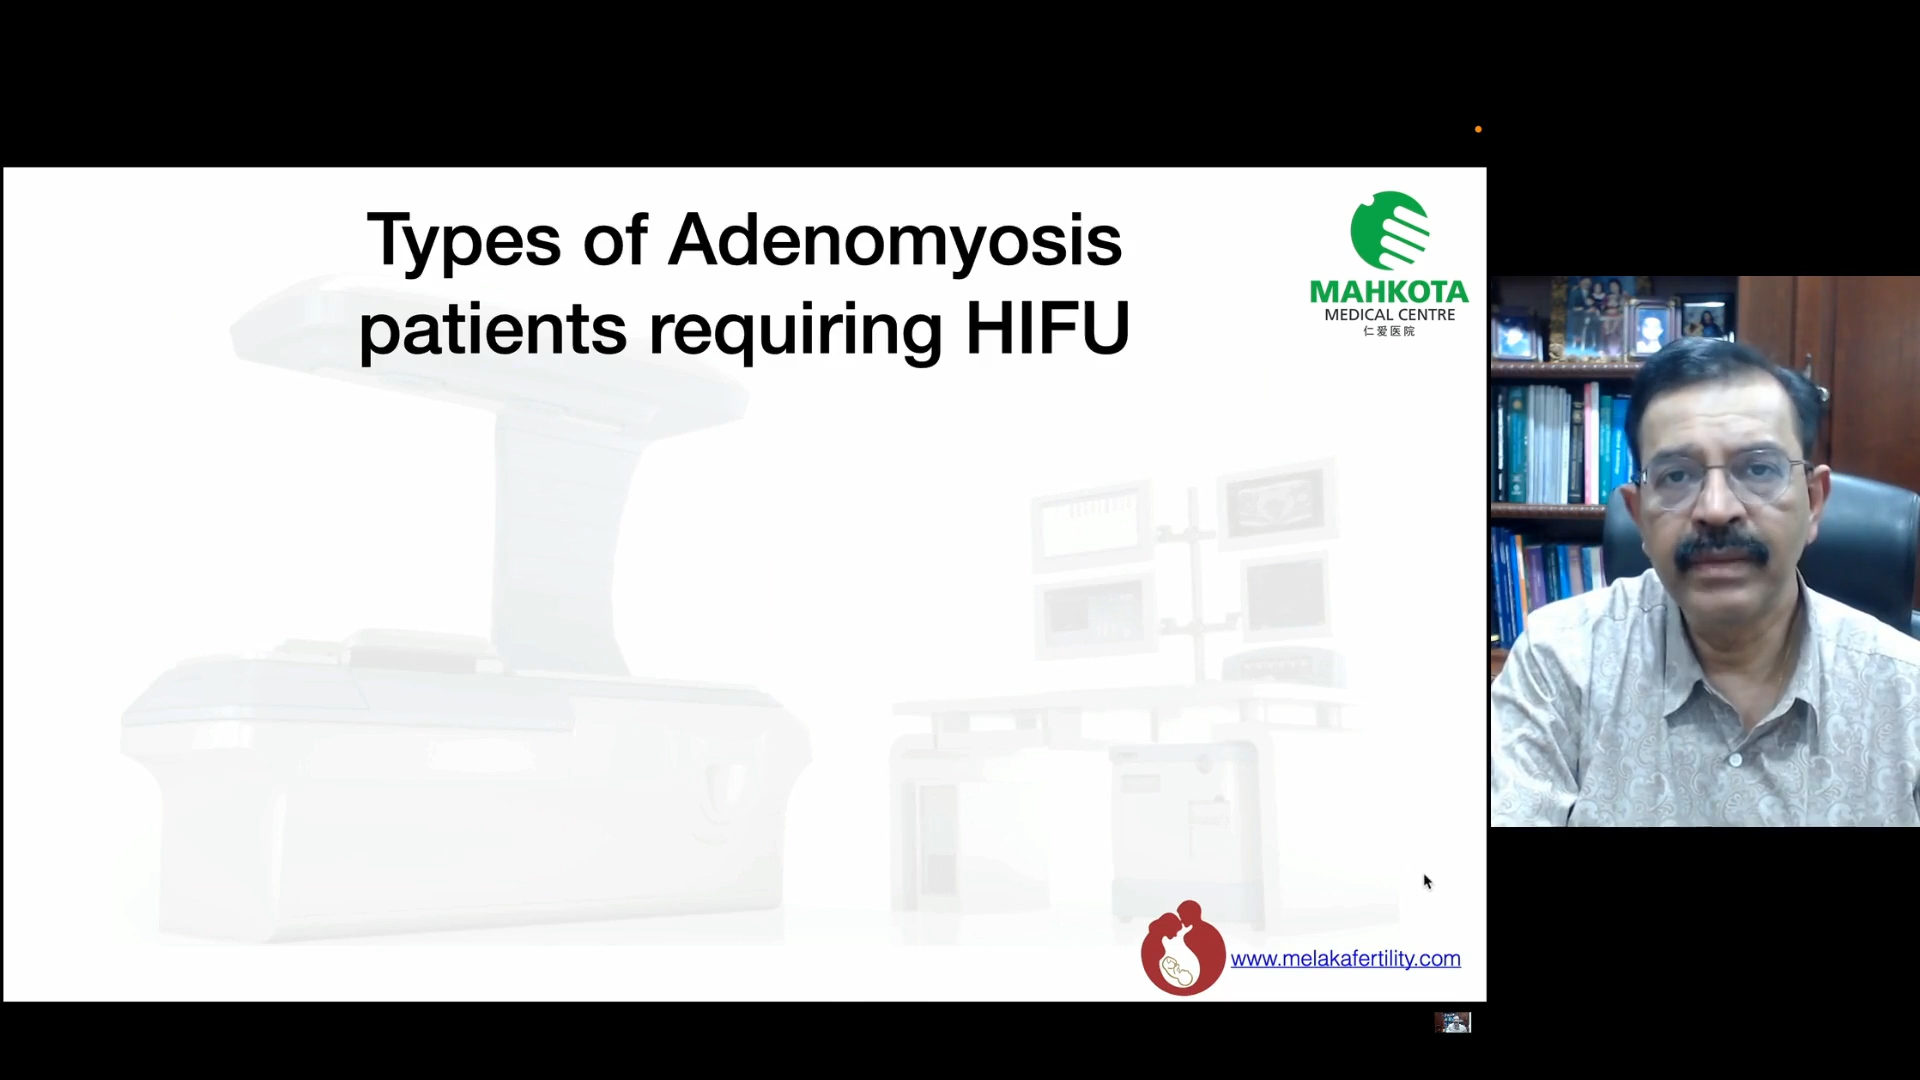 Types of Adenomyosis
patients requiring HIFU
MAHKOTA
MEDICAL CENTRE
仁爱医院
www.melakafertility.com